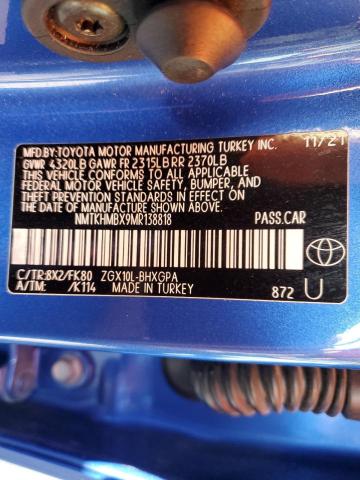 MFD.BY:TOYOTA MOTOR MANUFACTURING TURKEY INC. 11/21
GVWR 4320LB GAWR FR 2315LB RR 2370LB
THIS VEHICLE CONFORMS TO ALL APPLICABLE
FEDERAL MOTOR VEHICLE SAFETY, BUMPER, AND
THEFT PREVENTION STANDARDS IN EFFECT ON THE DATE
OF MANUFACTURE SHOWN ABOVE.
NMTKHMBX9MR138818 PASS.CAR
C/TR:8X2/FK80 ZGX10L-BHXGPA
A/TM: /K114 MADE IN TURKEY 872 U